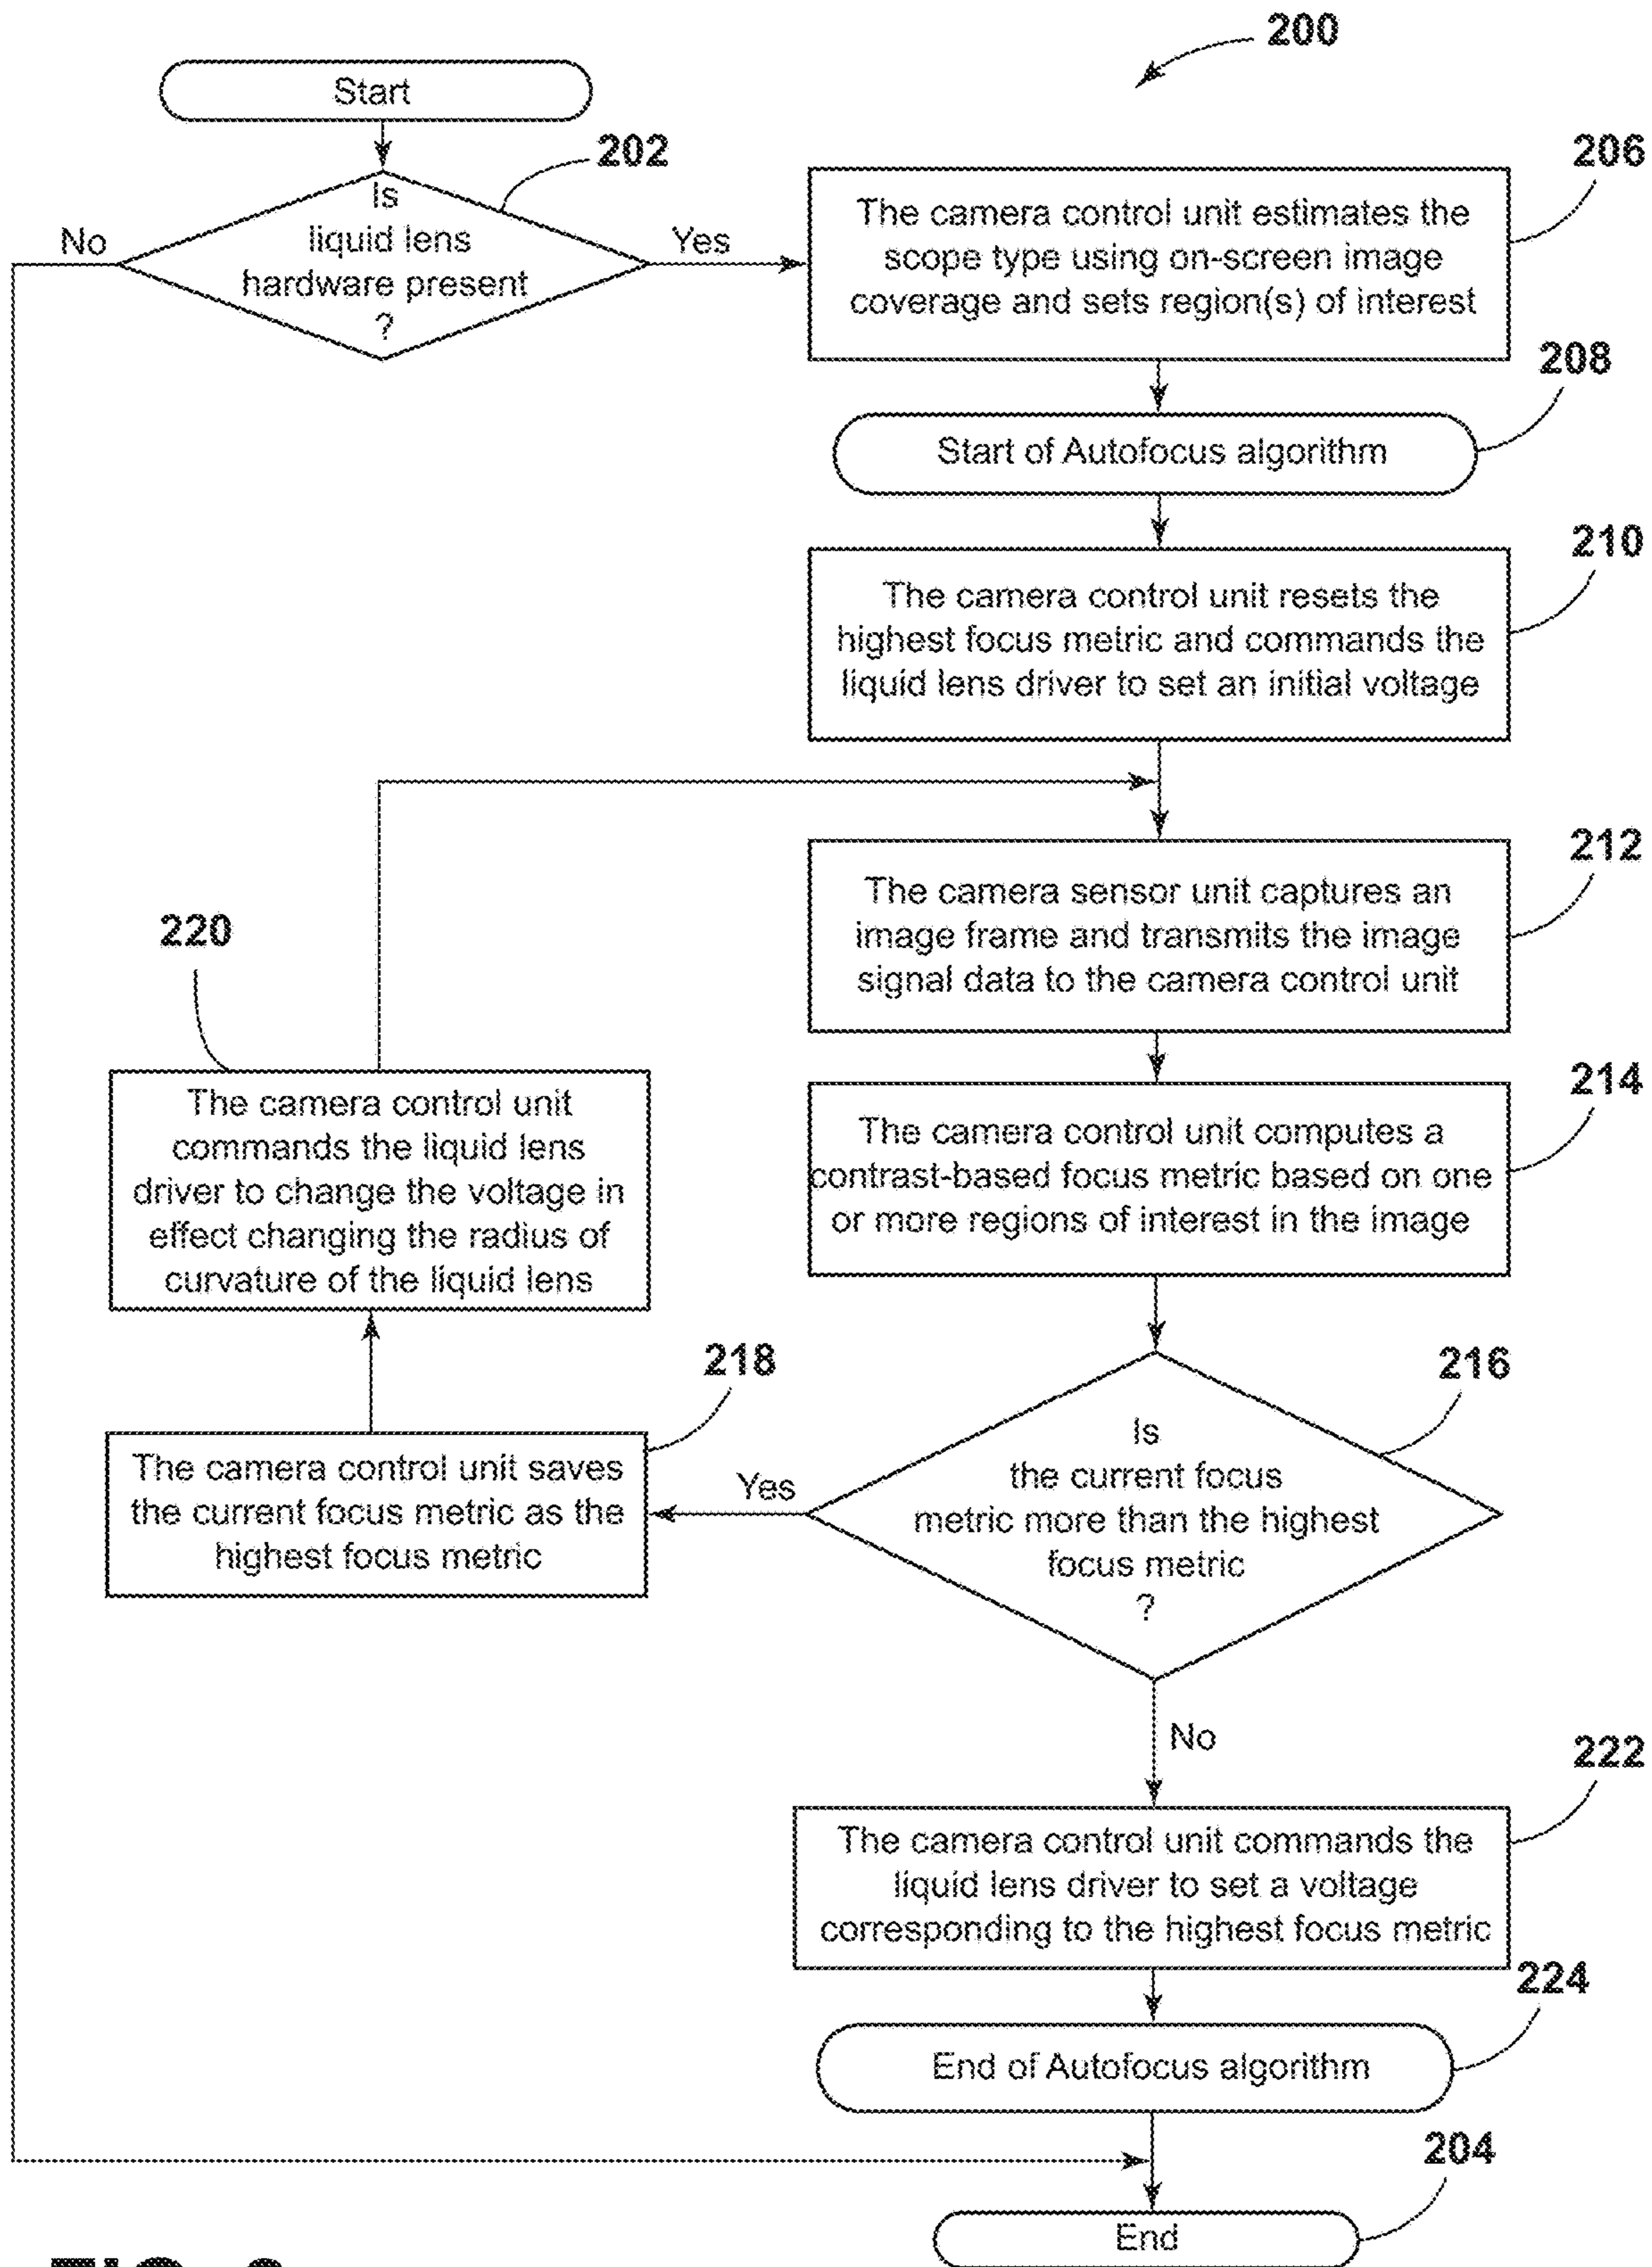 200
Start
202
Is
liquid lens
hardware present
?
No
Yes
206
The camera control unit estimates the
scope type using on-screen image
coverage and sets region(s) of interest
208
Start of Autofocus algorithm
210
The camera control unit resets the
highest focus metric and commands the
liquid lens driver to set an initial voltage
212
The camera sensor unit captures an
image frame and transmits the image
signal data to the camera control unit
214
The camera control unit computes a
contrast-based focus metric based on one
or more regions of interest in the image
216
Is
the current focus
metric more than the highest
focus metric
?
Yes
218
The camera control unit saves
the current focus metric as the
highest focus metric
220
The camera control unit
commands the liquid lens
driver to change the voltage in
effect changing the radius of
curvature of the liquid lens
No
222
The camera control unit commands the
liquid lens driver to set a voltage
corresponding to the highest focus metric
224
End of Autofocus algorithm
204
End